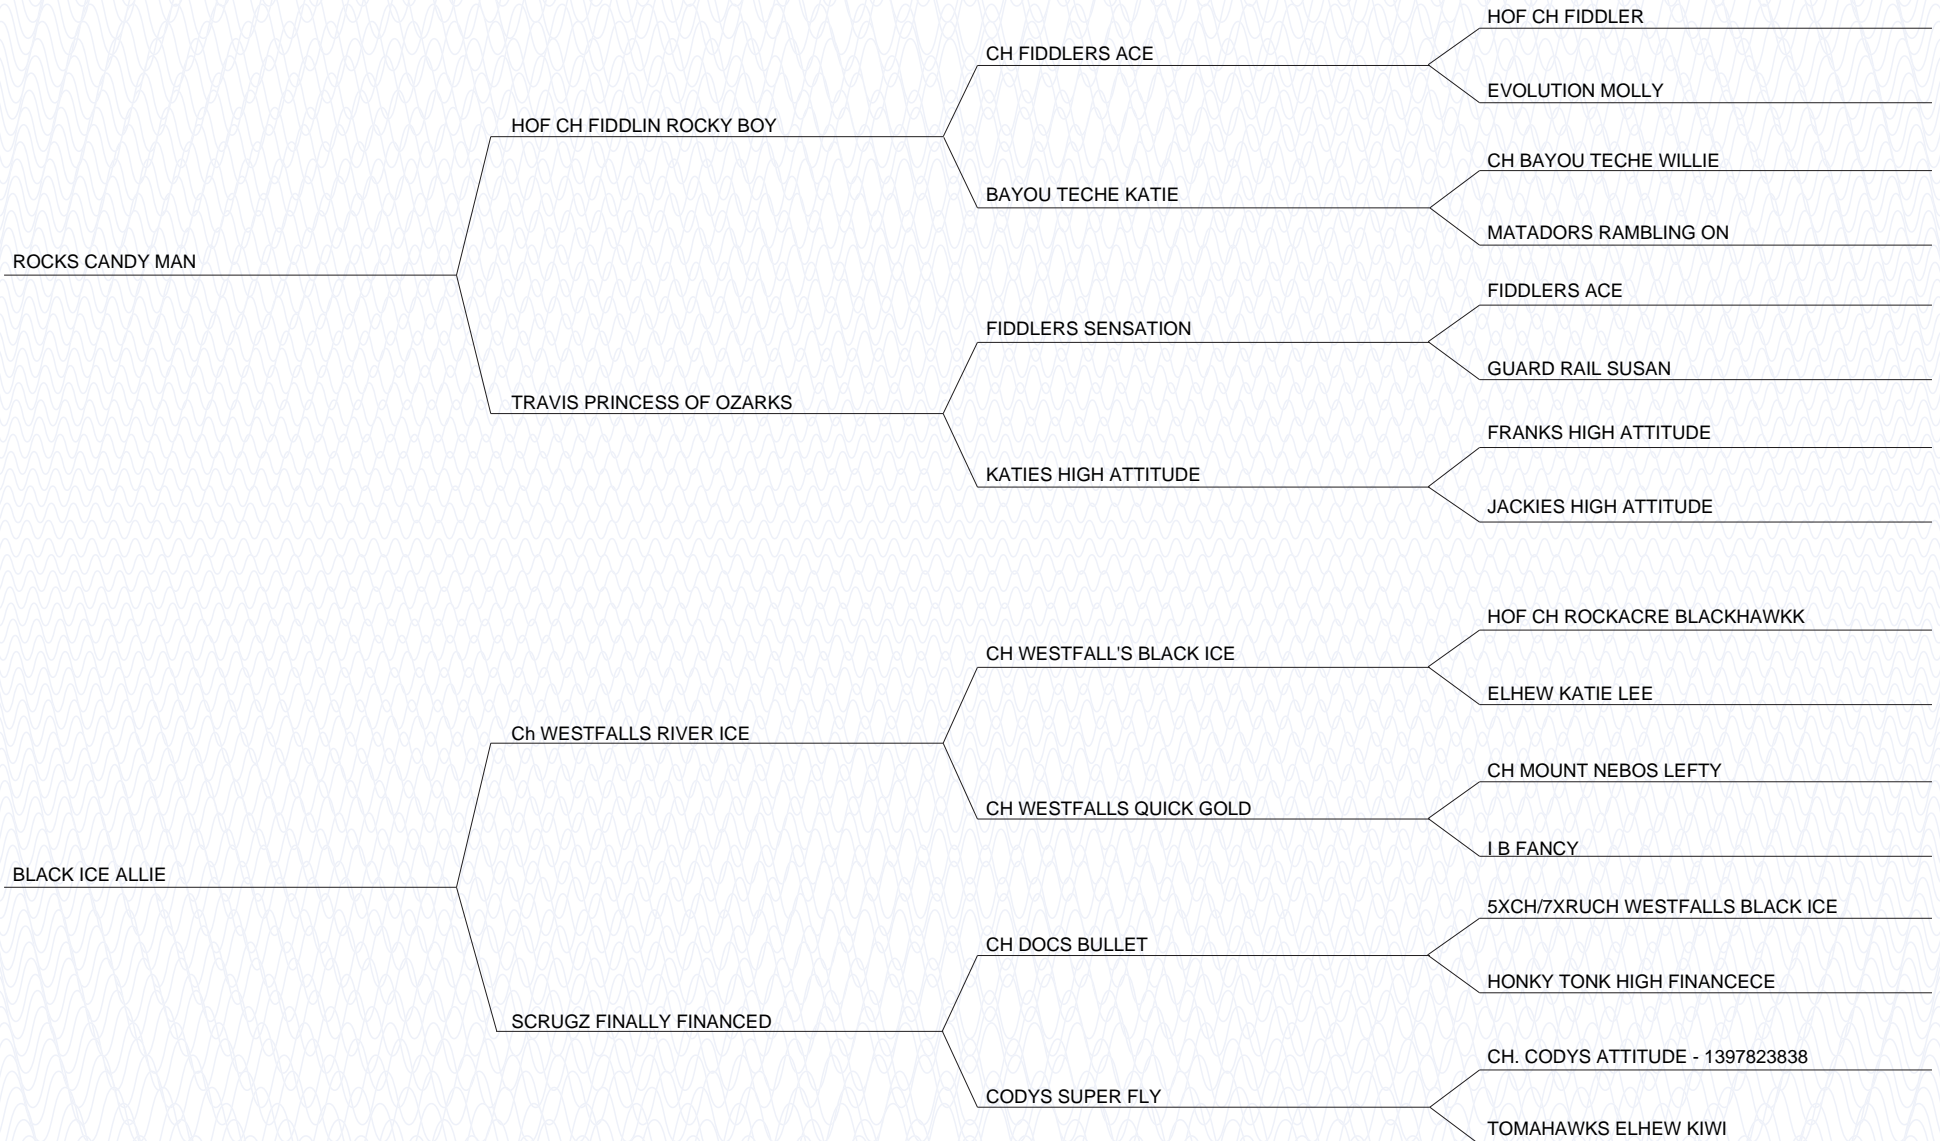 HOF CH FIDDLER
CH FIDDLERS ACE
EVOLUTION MOLLY
HOF CH FIDDLIN ROCKY BOY
CH BAYOU TECHE WILLIE
BAYOU TECHE KATIE
MATADORS RAMBLING ON
ROCKS CANDY MAN
FIDDLERS ACE
FIDDLERS SENSATION
GUARD RAIL SUSAN
TRAVIS PRINCESS OF OZARKS
FRANKS HIGH ATTITUDE
KATIES HIGH ATTITUDE
JACKIES HIGH ATTITUDE
HOF CH ROCKACRE BLACKHAWKK
CH WESTFALL'S BLACK ICE
ELHEW KATIE LEE
Ch WESTFALLS RIVER ICE
CH MOUNT NEBOS LEFTY
CH WESTFALLS QUICK GOLD
I B FANCY
BLACK ICE ALLIE
5XCH/7XRUCH WESTFALLS BLACK ICE
CH DOCS BULLET
HONKY TONK HIGH FINANCECE
SCRUGZ FINALLY FINANCED
CH. CODYS ATTITUDE - 1397823838
CODYS SUPER FLY
TOMAHAWKS ELHEW KIWI